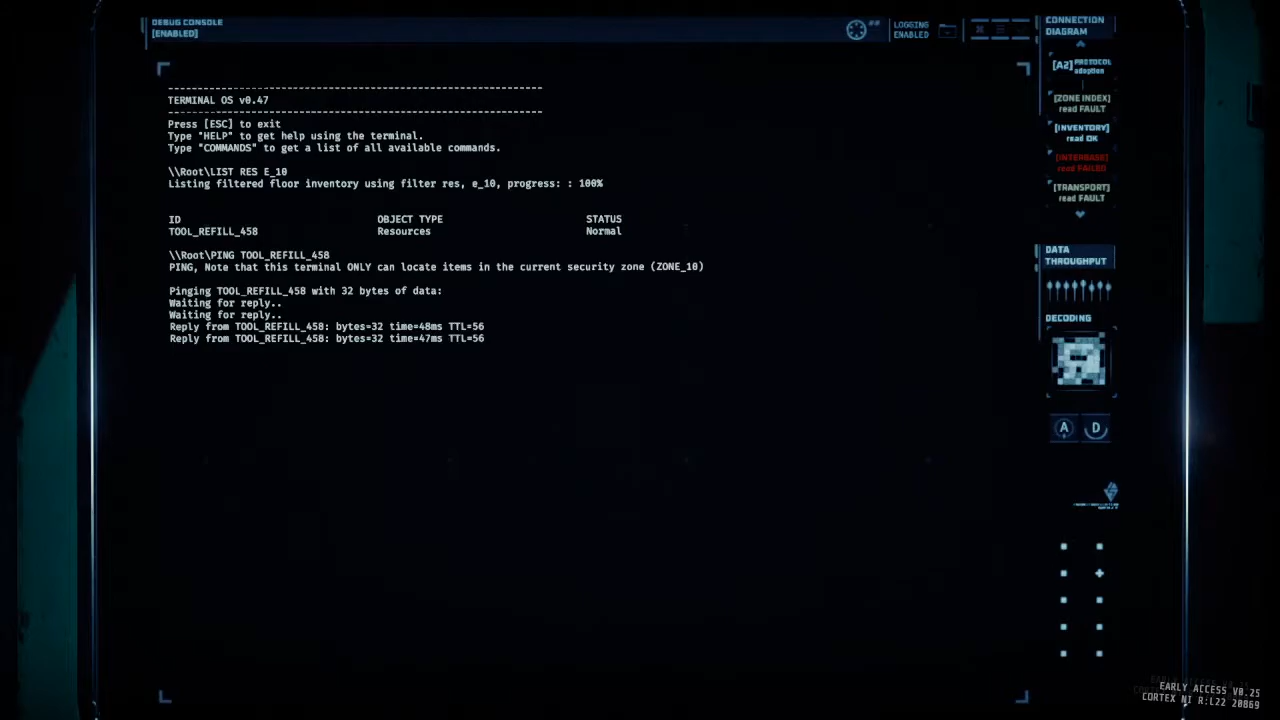 DEBUG CONSOLE
[ENABLED]
LOGGING
ENABLED
CONNECTION
DIAGRAM
[A2] PROTOCOL
adoption
[ZONE INDEX]
read FAULT
[INVENTORY]
read OK
[INTERBASE]
read FAILED
[TRANSPORT]
read FAULT
DATA
THROUGHPUT
DECODING
A D
TERMINAL OS v0.47
Press [ESC] to exit
Type "HELP" to get help using the terminal.
Type "COMMANDS" to get a list of all available commands.
\\Root\LIST RES E_10
Listing filtered floor inventory using filter res, e_10, progress: : 100%
ID OBJECT TYPE STATUS
TOOL_REFILL_458 Resources Normal
\\Root\PING TOOL_REFILL_458
PING, Note that this terminal ONLY can locate items in the current security zone (ZONE_10)
Pinging TOOL_REFILL_458 with 32 bytes of data:
Waiting for reply..
Waiting for reply..
Reply from TOOL_REFILL_458: bytes=32 time=48ms TTL=56
Reply from TOOL_REFILL_458: bytes=32 time=47ms TTL=56
EARLY ACCESS V0.25
CORTEX NI R:L22 20869